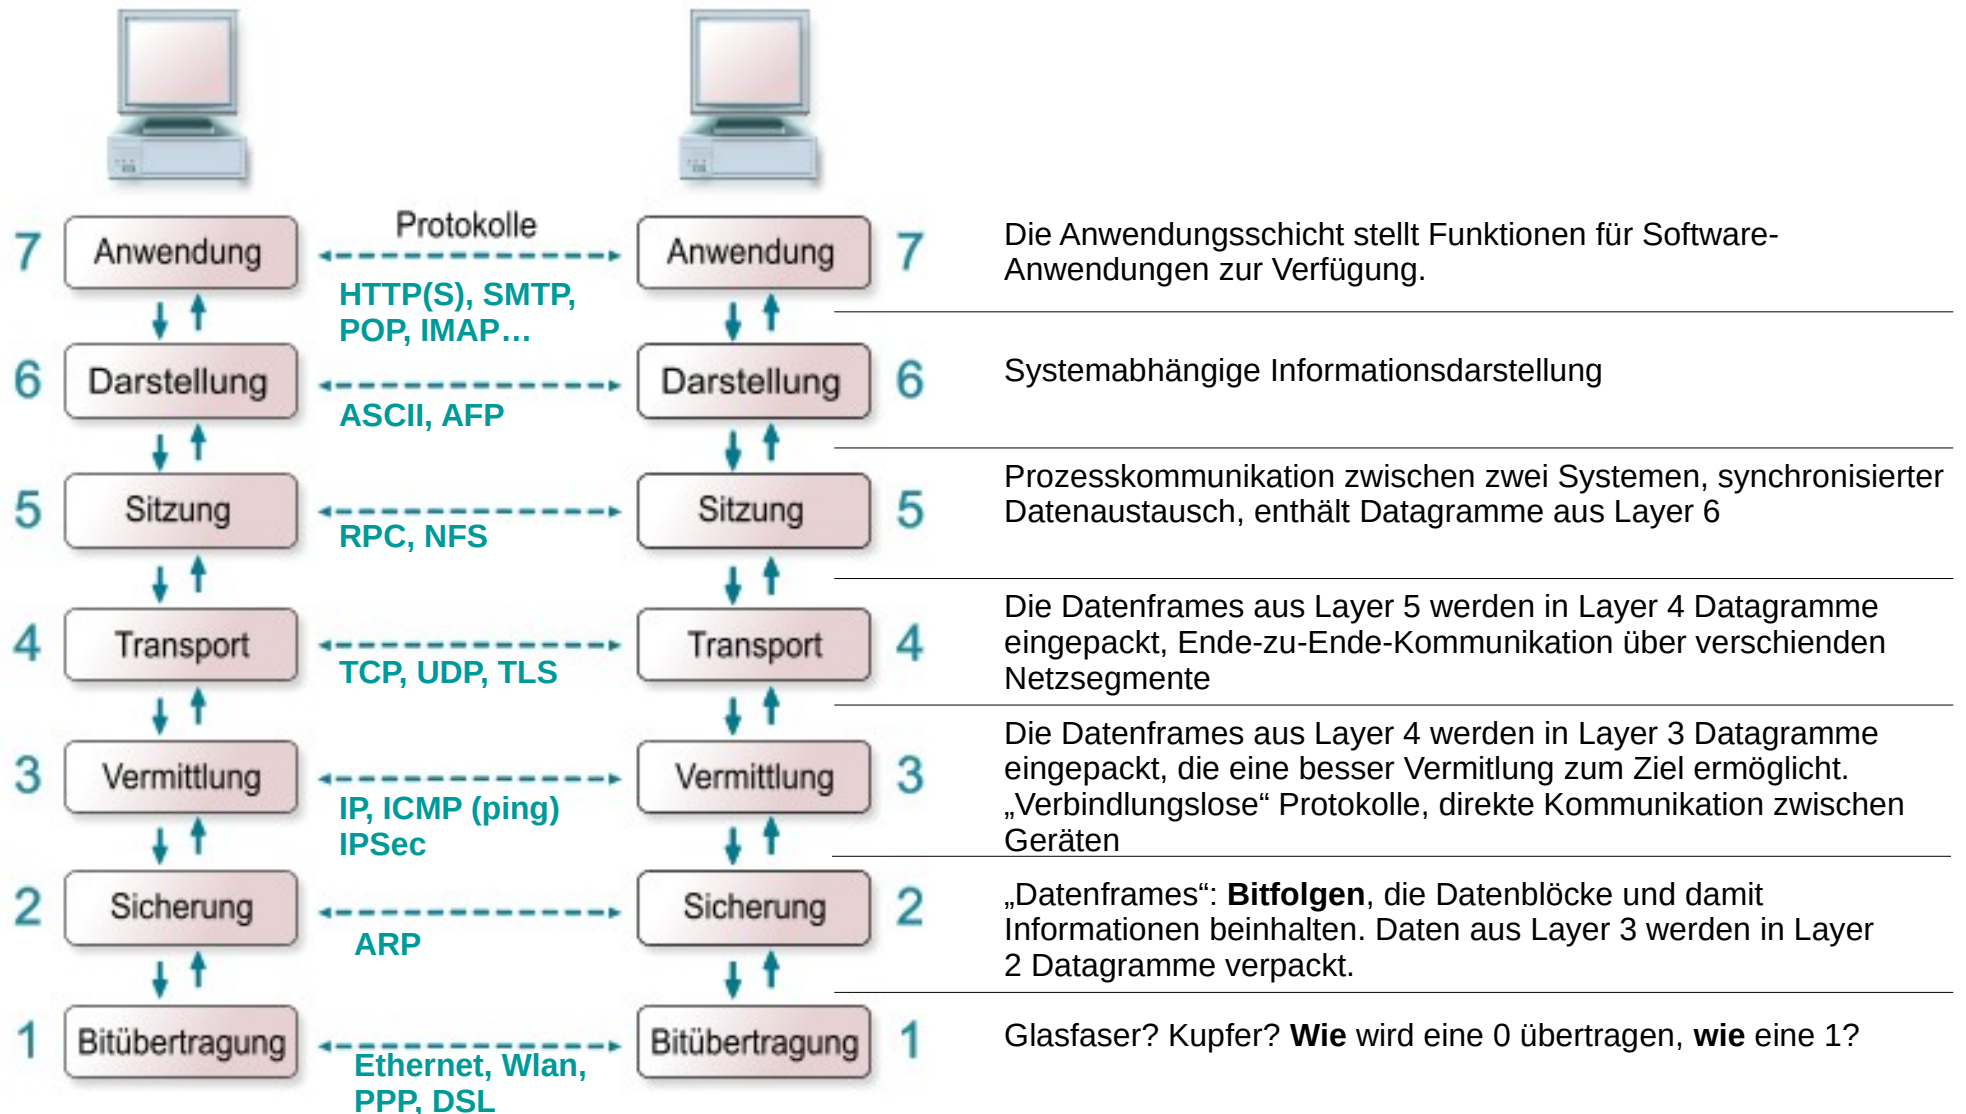 Protokolle
7 Anwendung Anwendung 7
Die Anwendungsschicht stellt Funktionen für Software-
Anwendungen zur Verfügung.
HTTP(S), SMTP,
POP, IMAP…
6 Darstellung Darstellung 6
Systemabhängige Informationsdarstellung
ASCII, AFP
5 Sitzung Sitzung 5
Prozesskommunikation zwischen zwei Systemen, synchronisierter
Datenaustausch, enthält Datagramme aus Layer 6
RPC, NFS
4 Transport Transport 4
Die Datenframes aus Layer 5 werden in Layer 4 Datagramme
eingepackt, Ende-zu-Ende-Kommunikation über verschienden
Netzsegmente
TCP, UDP, TLS
3 Vermittlung Vermittlung 3
Die Datenframes aus Layer 4 werden in Layer 3 Datagramme
eingepackt, die eine besser Vermitlung zum Ziel ermöglicht.
„Verbindlungslose“ Protokolle, direkte Kommunikation zwischen
Geräten
IP, ICMP (ping)
IPSec
2 Sicherung Sicherung 2
„Datenframes“: Bitfolgen, die Datenblöcke und damit
Informationen beinhalten. Daten aus Layer 3 werden in Layer
2 Datagramme verpackt.
ARP
1 Bitübertragung Bitübertragung 1
Glasfaser? Kupfer? Wie wird eine 0 übertragen, wie eine 1?
Ethernet, Wlan,
PPP, DSL